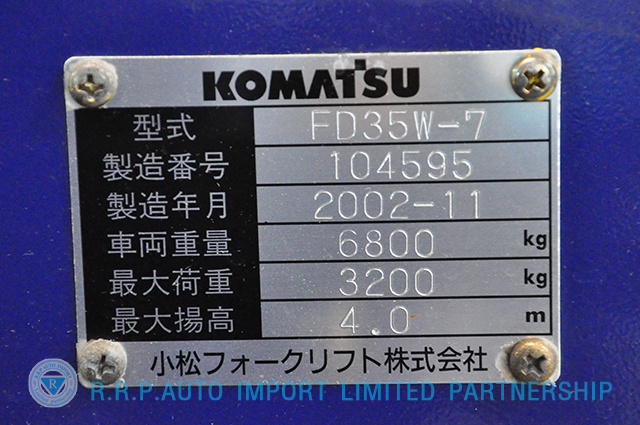 KOMATSU
型式 FD35W-7
製造番号 104595
製造年月 2002-11
車両重量 6800 kg
最大荷重 3200 kg
最大揚高 4.0 m
小松フォークリフト株式会社
R.R.P.AUTO IMPORT LIMITED PARTNERSHIP